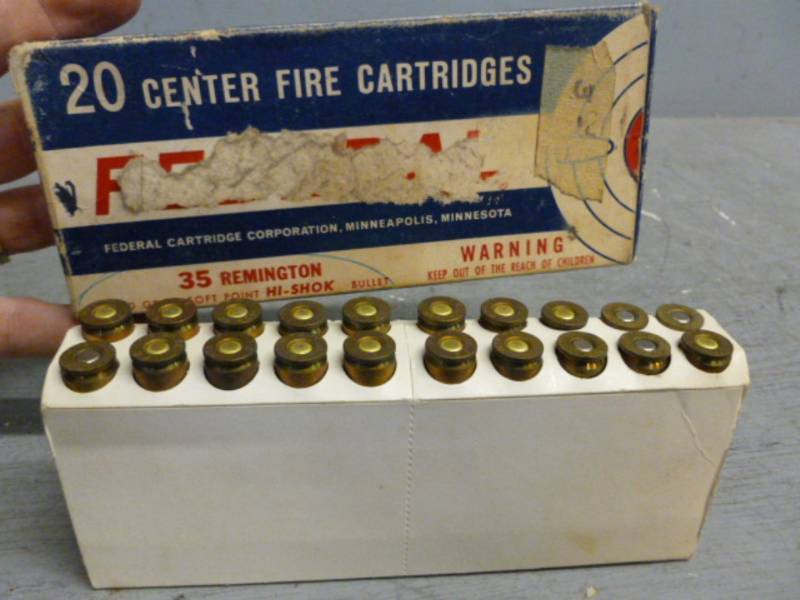 20 CENTER FIRE CARTRIDGES
FEDERAL CARTRIDGE CORPORATION, MINNEAPOLIS, MINNESOTA
35 REMINGTON
SOFT POINT HI-SHOK BULLET
WARNING
KEEP OUT OF THE REACH OF CHILDREN